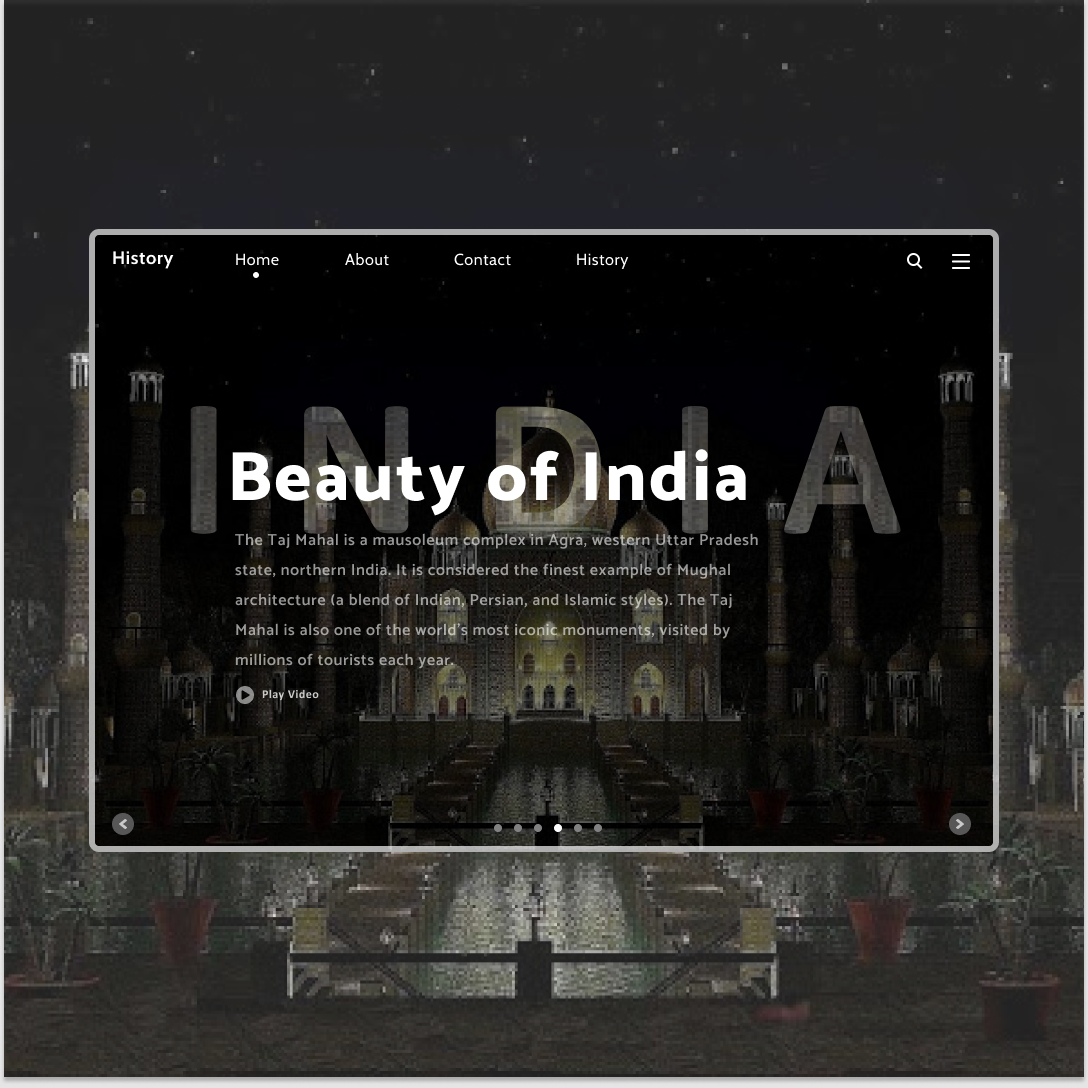 History
Home
About
Contact
History
INDIA
Beauty of India
The Taj Mahal is a mausoleum complex in Agra, western Uttar Pradesh
state, northern India. It is considered the finest example of Mughal
architecture (a blend of Indian, Persian, and Islamic styles). The Taj
Mahal is also one of the world's most iconic monuments, visited by
millions of tourists each year.
Play Video